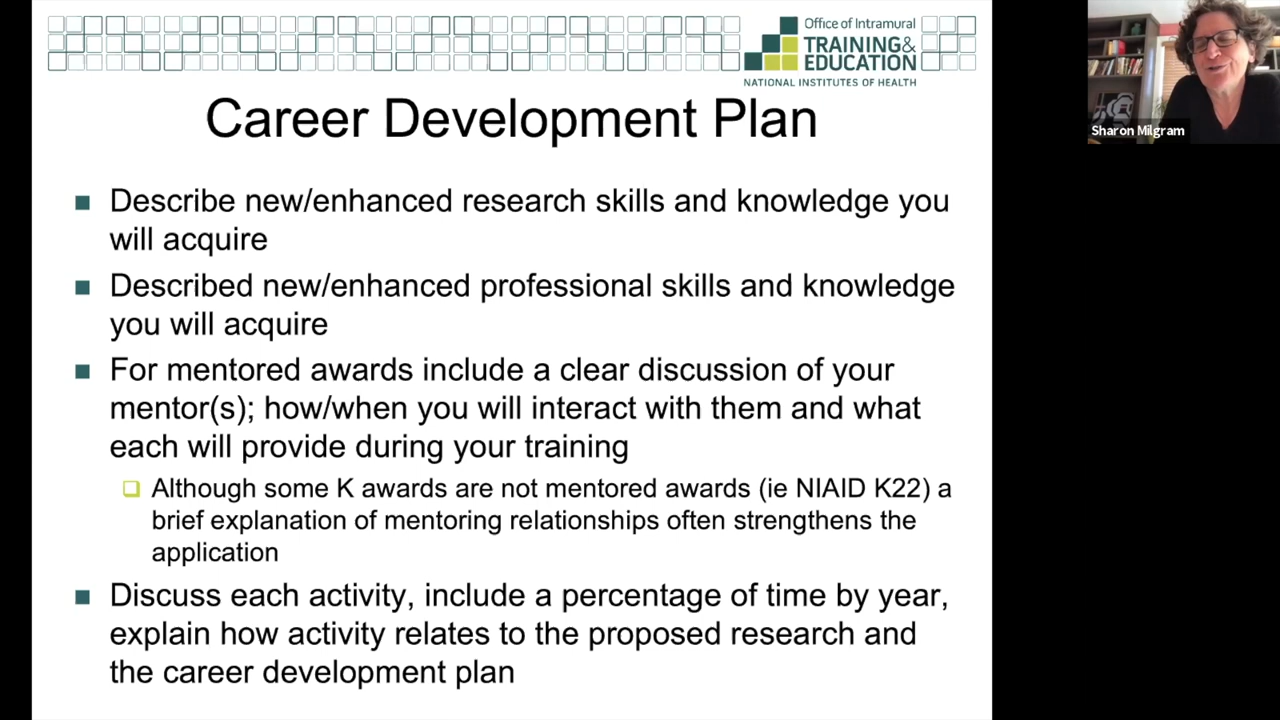 Office of Intramural
TRAINING&
EDUCATION
NATIONAL INSTITUTES OF HEALTH
Sharon Milgram
Career Development Plan
Describe new/enhanced research skills and knowledge you
will acquire
Described new/enhanced professional skills and knowledge
you will acquire
For mentored awards include a clear discussion of your
mentor(s); how/when you will interact with them and what
each will provide during your training
Although some K awards are not mentored awards (ie NIAID K22) a
brief explanation of mentoring relationships often strengthens the
application
Discuss each activity, include a percentage of time by year,
explain how activity relates to the proposed research and
the career development plan